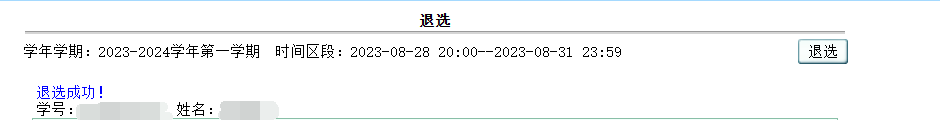 退选
学年学期：2023-2024学年第一学期 时间区段：2023-08-28 20:00--2023-08-31 23:59 退选
退选成功！
学号： 姓名：